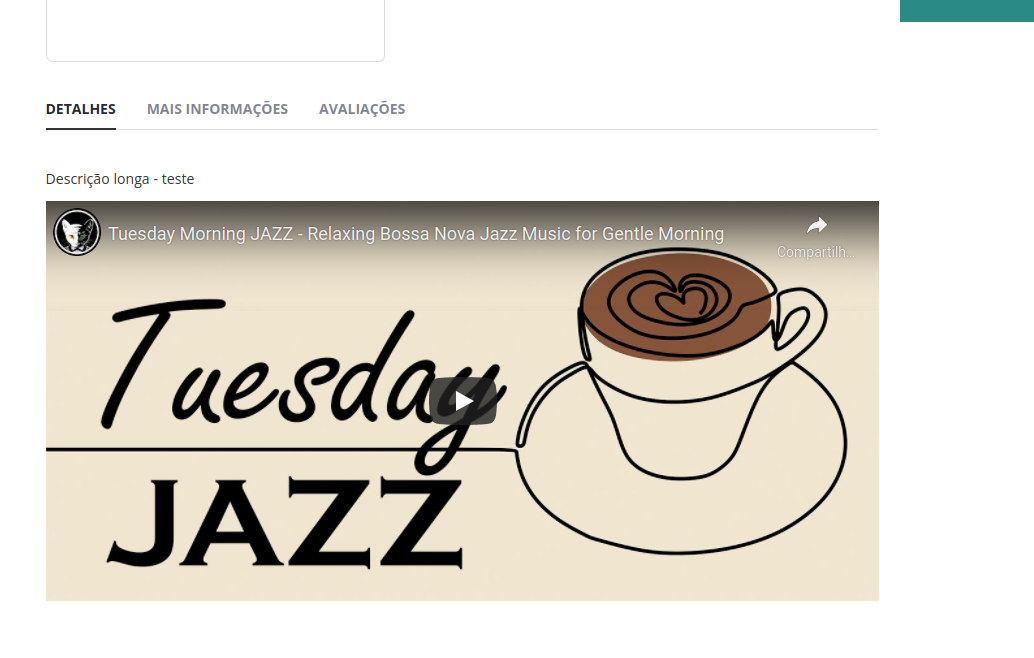 DETALHES MAIS INFORMAÇÕES AVALIAÇÕES
Descrição longa - teste
Tuesday Morning JAZZ - Relaxing Bossa Nova Jazz Music for Gentle Morning
Compartilh...
Tuesday
JAZZ